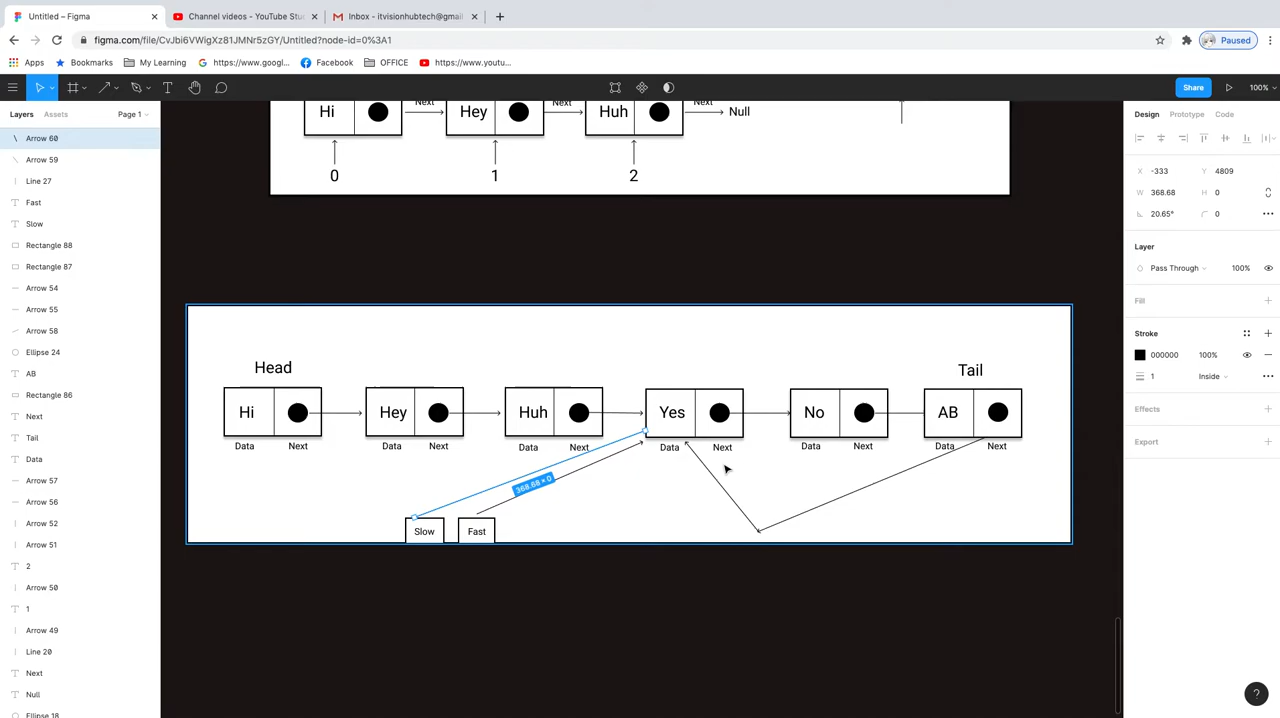 Untitled – Figma
Channel videos - YouTube Stu
Inbox - itvisionhubtech@gmail
figma.com/file/CvJbi6VWigXz81JMNr5zGY/Untitled?node-id=0%3A1
Paused
Apps
Bookmarks
My Learning
https://www.googl...
Facebook
OFFICE
https://www.youtu...
Share
100%
Layers
Assets
Page 1
Design
Prototype
Code
Arrow 60
Arrow 59
Line 27
Fast
Slow
Rectangle 88
Rectangle 87
Arrow 54
Arrow 55
Arrow 58
Ellipse 24
AB
Rectangle 86
Next
Tail
Data
Arrow 57
Arrow 56
Arrow 52
Arrow 51
2
Arrow 50
1
Arrow 49
Line 20
Next
Null
Ellipse 18
Hi
Next
Hey
Next
Huh
Next
Null
0
1
2
Head
Tail
Hi
Hey
Huh
Yes
No
AB
Data
Next
Data
Next
Data
Next
Data
Next
Data
Next
Data
Next
368.68 × 0
Slow
Fast
X
-333
Y
4809
W
368.68
H
0
20.65°
0
Layer
Pass Through
100%
Fill
Stroke
000000
100%
1
Inside
Effects
Export
?